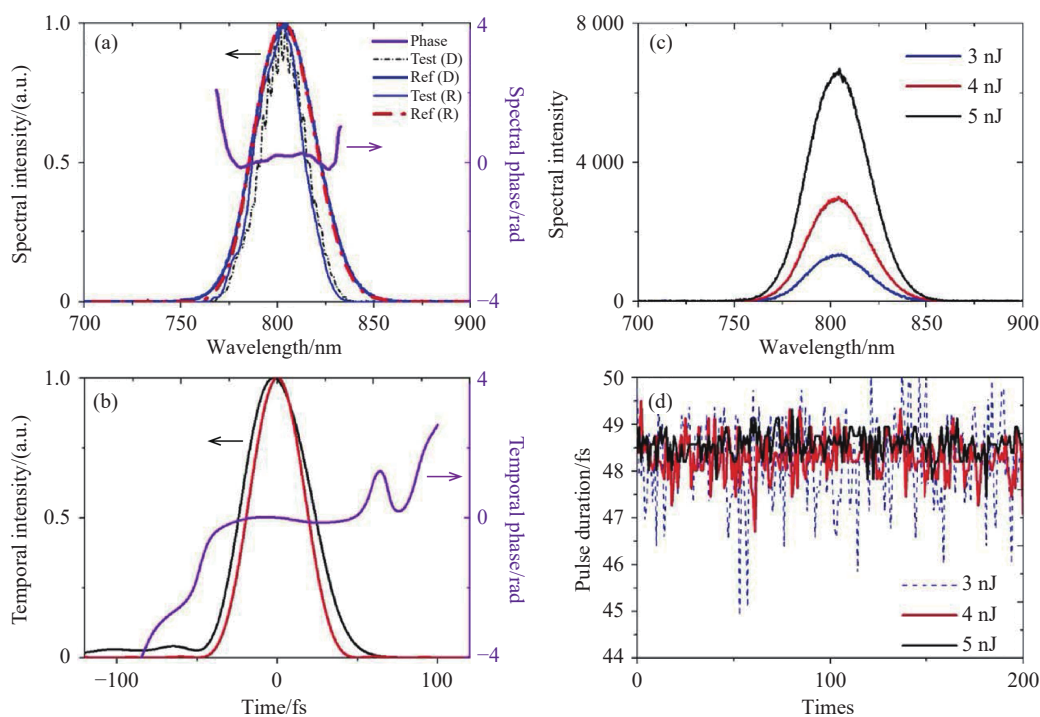 (a)
1.0
0.5
0
Spectral intensity/(a.u.)
700
750
800
850
900
Wavelength/nm
4
0
−4
Spectral phase/rad
Phase
Test (D)
Ref (D)
Test (R)
Ref (R)
(c)
8 000
4 000
0
Spectral intensity
700
750
800
850
900
Wavelength/nm
3 nJ
4 nJ
5 nJ
(b)
1.0
0.5
0
Temporal intensity/(a.u.)
−100
0
100
Time/fs
4
0
−4
Temporal phase/rad
(d)
50
49
48
47
46
45
44
Pulse duration/fs
0
100
200
Times
3 nJ
4 nJ
5 nJ